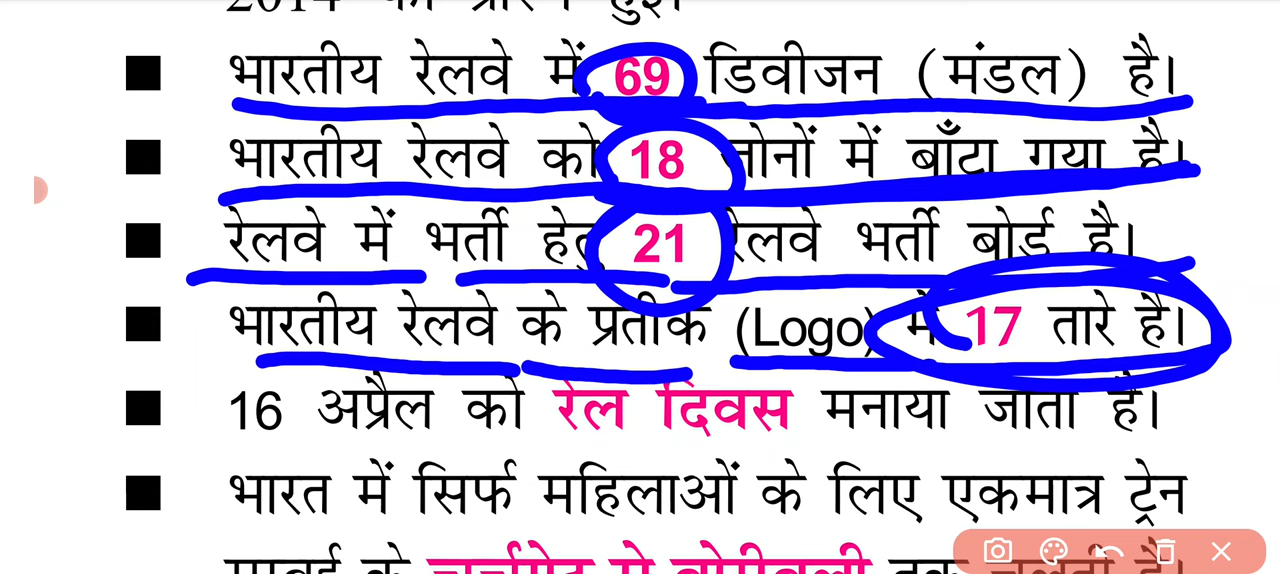 2014
■ भारतीय रेलवे में 69 डिवीजन (मंडल) है।
■ भारतीय रेलवे को 18 जोनों में बाँटा गया है।
■ रेलवे में भर्ती हेतु 21 रेलवे भर्ती बोर्ड है।
■ भारतीय रेलवे के प्रतीक (Logo) में 17 तारे है।
■ 16 अप्रैल को रेल दिवस मनाया जाता है।
■ भारत में सिर्फ महिलाओं के लिए एकमात्र ट्रेन